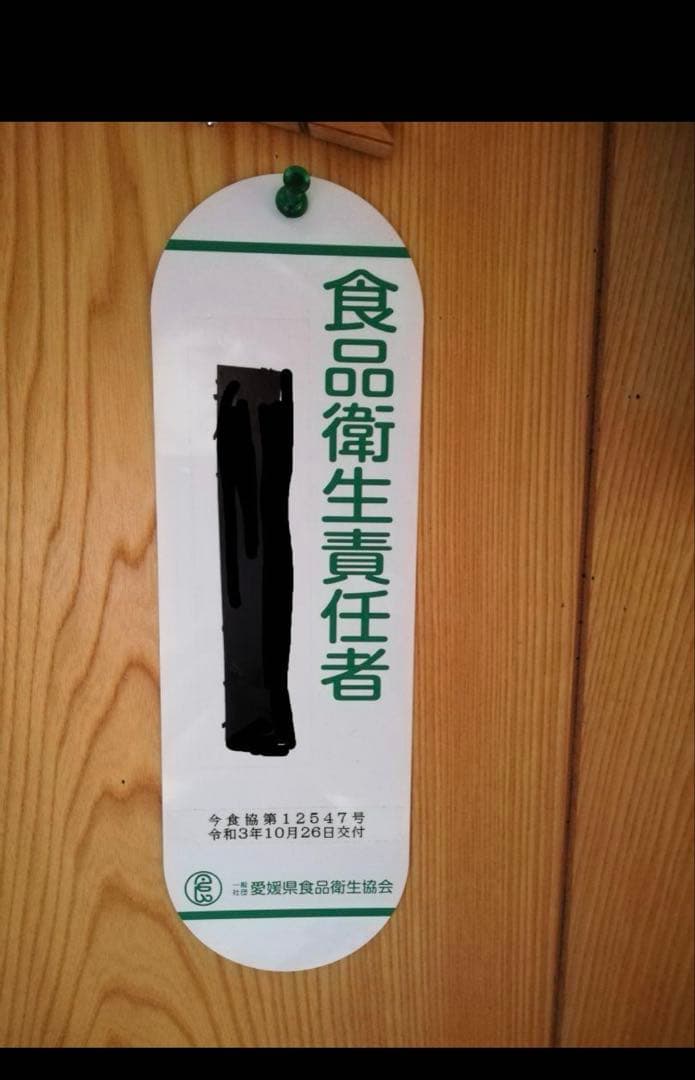 食品衛生責任者
今食協第12547号
令和3年10月26日交付
一般社団 愛媛県食品衛生協会